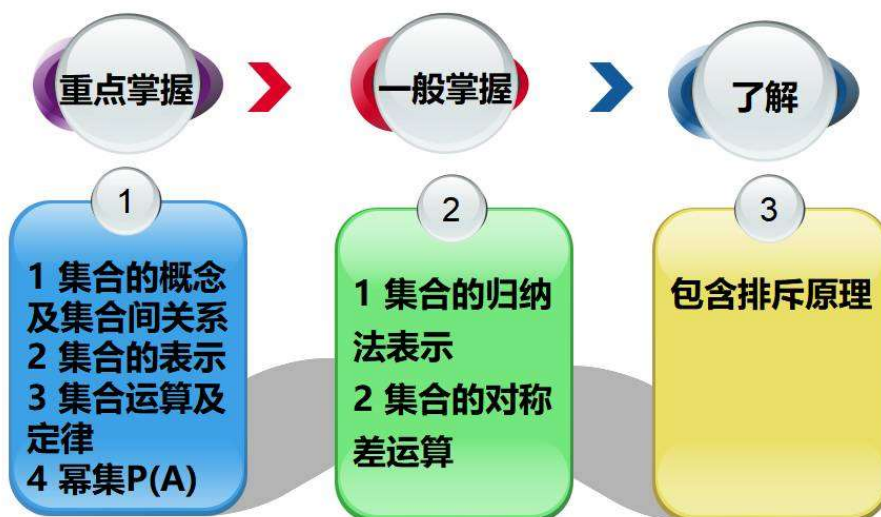 重点掌握
一般掌握
了解
1
1 集合的概念
及集合间关系
2 集合的表示
3 集合运算及
定律
4 幂集P(A)
2
1 集合的归纳
法表示
2 集合的对称
差运算
3
包含排斥原理